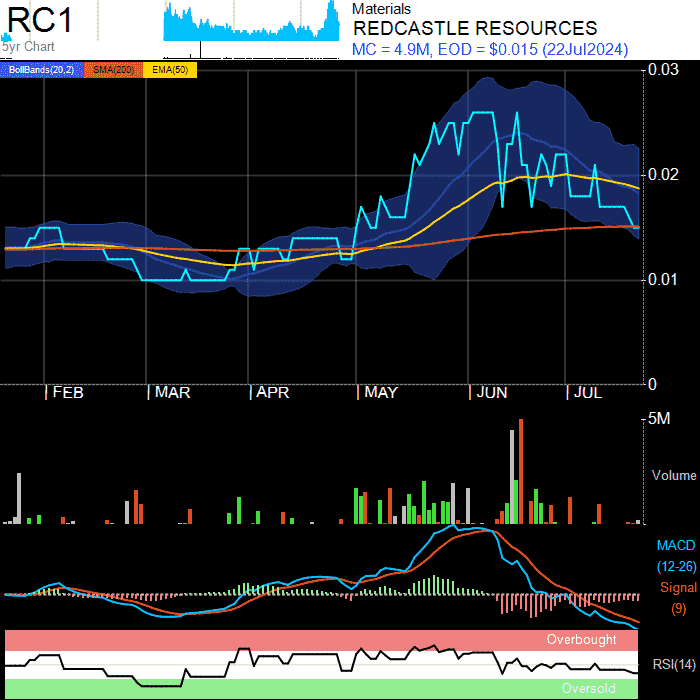 RC1
5yr Chart
Materials
REDCASTLE RESOURCES
MC = 4.9M, EOD = $0.015 (22Jul2024)
BollBands(20,2) SMA(200) EMA(50)
0.03
0.02
0.01
0
FEB MAR APR MAY JUN JUL
5M
Volume
MACD
(12-26)
Signal
(9)
Overbought
RSI(14)
Oversold